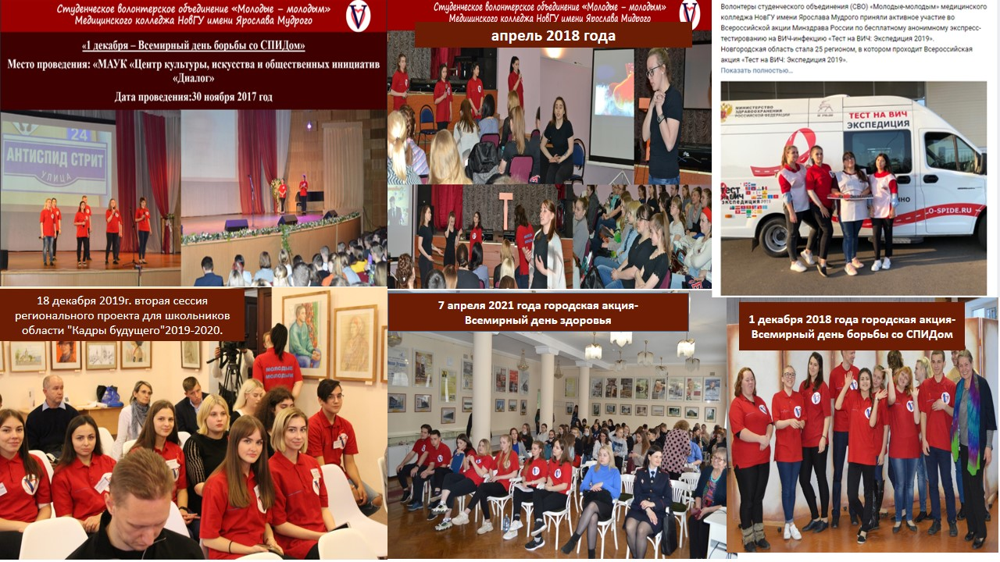 Студенческое волонтерское объединение «Молодые – молодым»
Медицинского колледжа НовГУ имени Ярослава Мудрого
«1 декабря – Всемирный день борьбы со СПИДом»
Место проведения: «МАУК «Центр культуры, искусства и общественных инициатив
«Диалог»
Дата проведения:30 ноября 2017 год
24
АНТИСПИД СТРИТ
УЛИЦА
Студенческое волонтерское объединение «Молодые – молодым»
Медицинского колледжа НовГУ имени Ярослава Мудрого
апрель 2018 года
Волонтеры студенческого объединения (СВО) «Молодые-молодым» медицинского
колледжа НовГУ имени Ярослава Мудрого приняли активное участие во
Всероссийской акции Минздрава России по бесплатному анонимному экспресс-
тестированию на ВИЧ-инфекцию «Тест на ВИЧ: Экспедиция 2019».
Новгородская область стала 25 регионом, в котором проходит Всероссийская
акция «Тест на ВИЧ: Экспедиция 2019».
Показать полностью…
МИНИСТЕРСТВО
ЗДРАВООХРАНЕНИЯ
РОССИЙСКОЙ ФЕДЕРАЦИИ
ТЕСТ НА ВИЧ
ЭКСПЕДИЦИЯ
ТЕСТ
НА ВИЧ
ЭКСПЕДИЦИЯ
O-SPIDE.RU
18 декабря 2019г. вторая сессия
регионального проекта для школьников
области "Кадры будущего"2019-2020.
МОЛОДЫЕ
МОЛОДЫМ
7 апреля 2021 года городская акция-
Всемирный день здоровья
1 декабря 2018 года городская акция-
Всемирный день борьбы со СПИДом